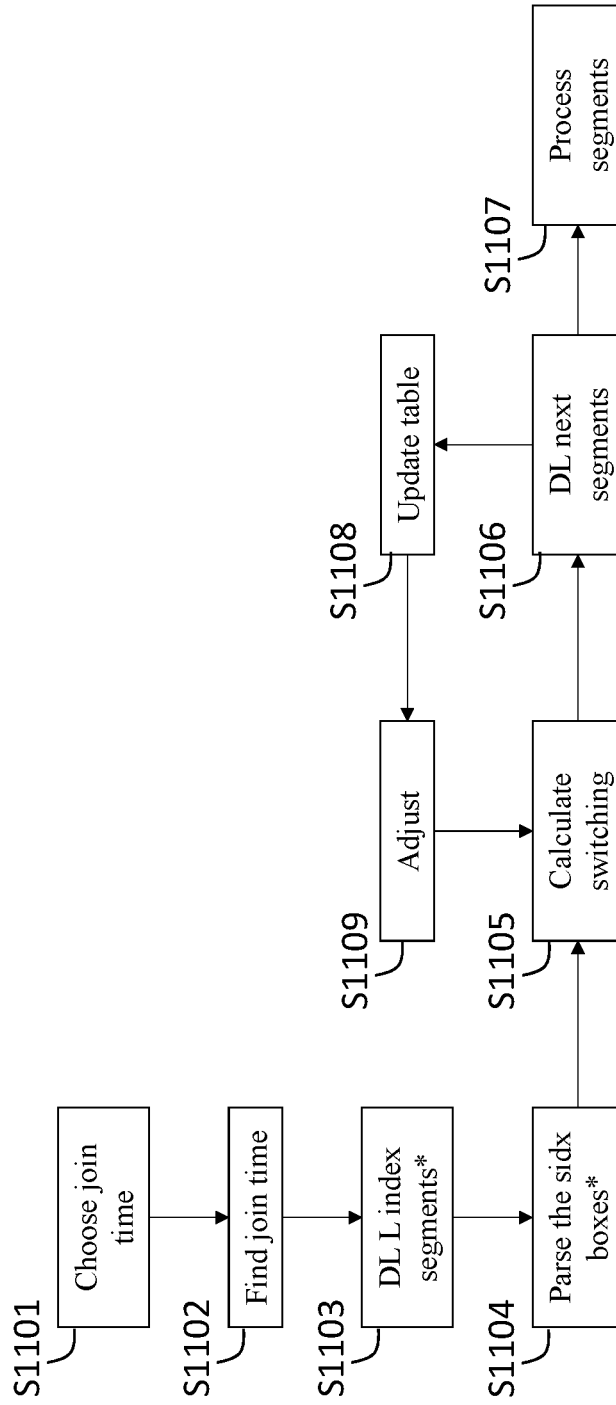 S1101
Choose join
time
S1102
Find join time
S1103
DL L index
segments*
S1104
Parse the sidx
boxes*
S1105
Calculate
switching
S1106
DL next
segments
S1107
Process
segments
S1108
Update table
S1109
Adjust